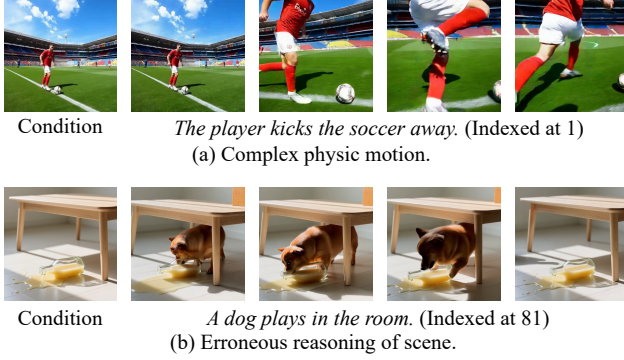 Condition
The player kicks the soccer away. (Indexed at 1)
(a) Complex physic motion.
Condition
A dog plays in the room. (Indexed at 81)
(b) Erroneous reasoning of scene.